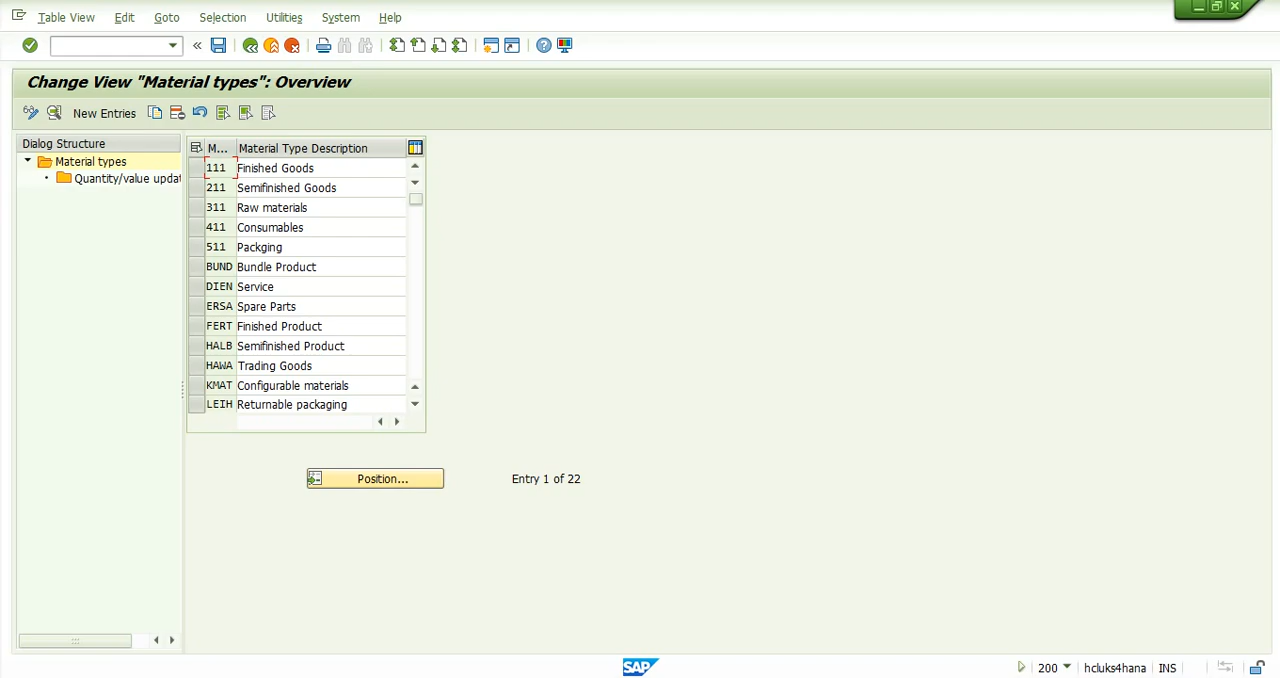 Table View Edit Goto Selection Utilities System Help
Change View "Material types": Overview
New Entries
Dialog Structure
Material types
Quantity/value updat
M... Material Type Description
111 Finished Goods
211 Semifinished Goods
311 Raw materials
411 Consumables
511 Packging
BUND Bundle Product
DIEN Service
ERSA Spare Parts
FERT Finished Product
HALB Semifinished Product
HAWA Trading Goods
KMAT Configurable materials
LEIH Returnable packaging
Position... Entry 1 of 22
SAP 200 hcluks4hana INS